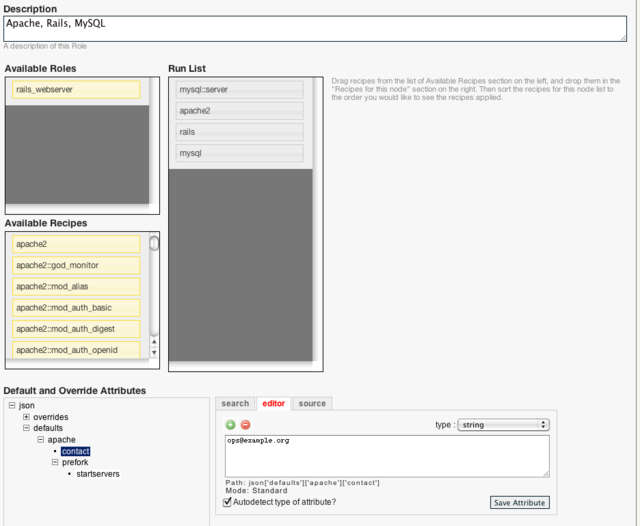 Description
Apache, Rails, MySQL
A description of this Role
Available Roles
rails_webserver
Run List
mysql::server
apache2
rails
mysql
Drag recipes from the list of Available Recipes section on the left, and drop them in the
"Recipes for this node" section on the right. Then sort the recipes for this node list to
the order you would like to see the recipes applied.
Available Recipes
apache2
apache2::god_monitor
apache2::mod_alias
apache2::mod_auth_basic
apache2::mod_auth_digest
apache2::mod_auth_openid
Default and Override Attributes
json
overrides
defaults
apache
contact
prefork
startservers
search editor source
type : string
ops@example.org
Path: json['defaults']['apache']['contact']
Mode: Standard
Autodetect type of attribute?
Save Attribute